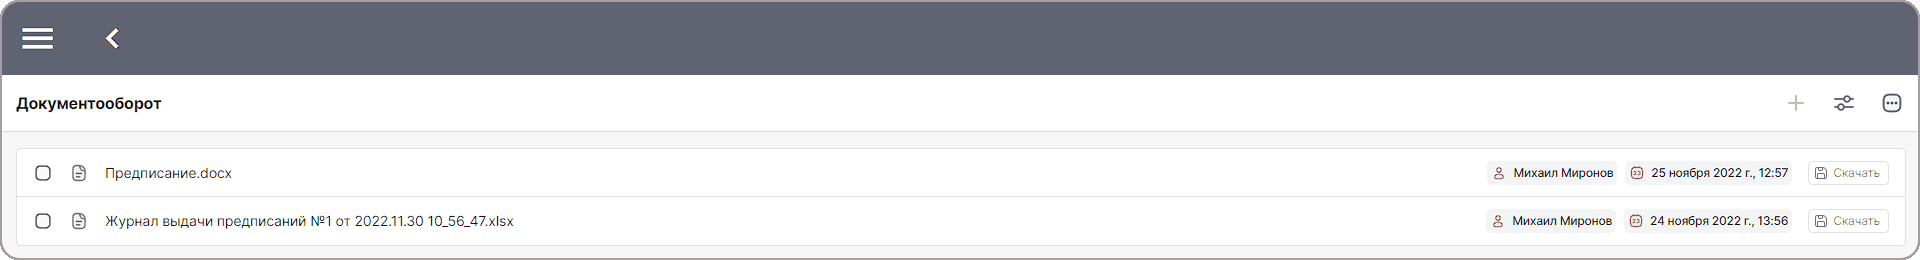 Документооборот
Предписание.docx Михаил Миронов 25 ноября 2022 г., 12:57 Скачать
Журнал выдачи предписаний №1 от 2022.11.30 10_56_47.xlsx Михаил Миронов 24 ноября 2022 г., 13:56 Скачать